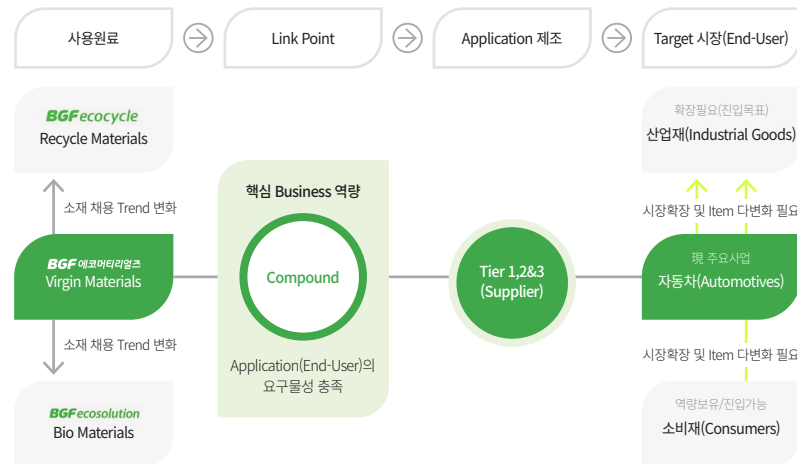 사용원료
Link Point
Application 제조
Target 시장(End-User)
BGF ecocycle
Recycle Materials
소재 채용 Trend 변화
BGF 에코머티리얼즈
Virgin Materials
소재 채용 Trend 변화
BGF ecosolution
Bio Materials
핵심 Business 역량
Compound
Application(End-User)의
요구물성 충족
Tier 1,2&3
(Supplier)
확장필요(진입목표)
산업재(Industrial Goods)
시장확장 및 Item 다변화 필요
現 주요사업
자동차(Automotives)
시장확장 및 Item 다변화 필요
역량보유/진입가능
소비재(Consumers)